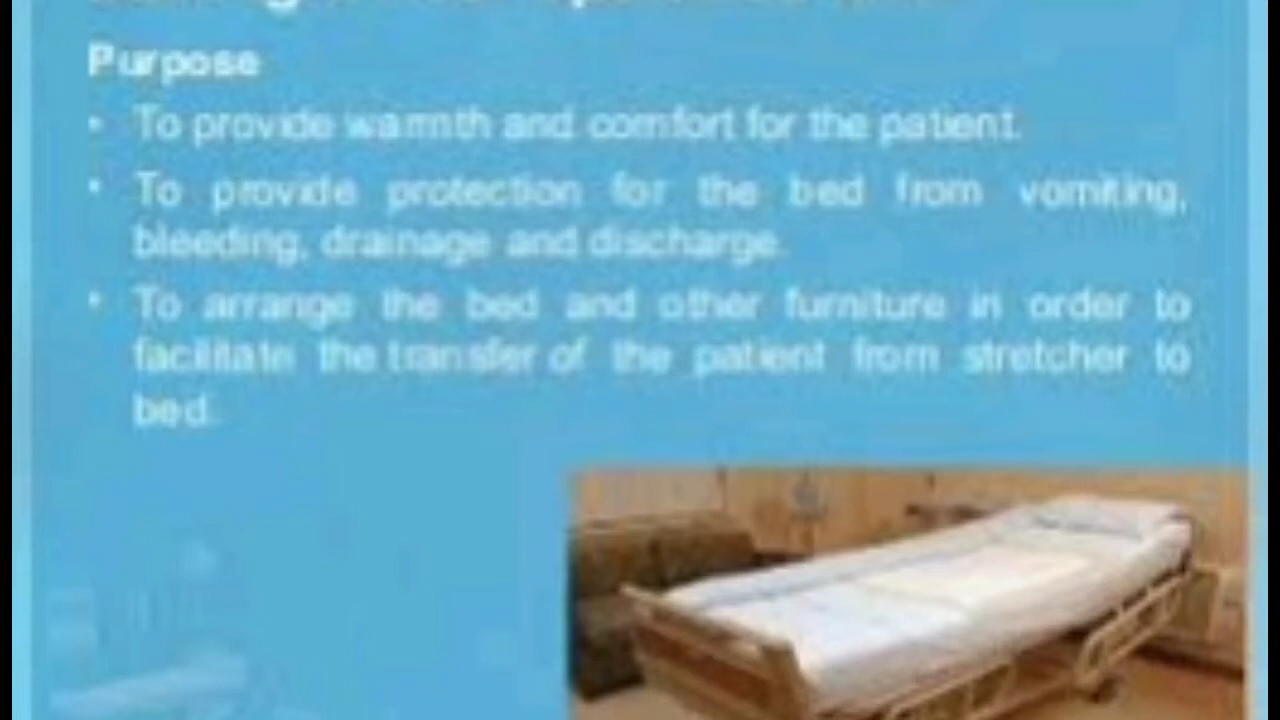 Purpose
• To provide warmth and comfort for the patient.
• To provide protection for the bed from vomiting,
bleeding, drainage and discharge.
• To arrange the bed and other furniture in order to
facilitate the transfer of the patient from stretcher to
bed.